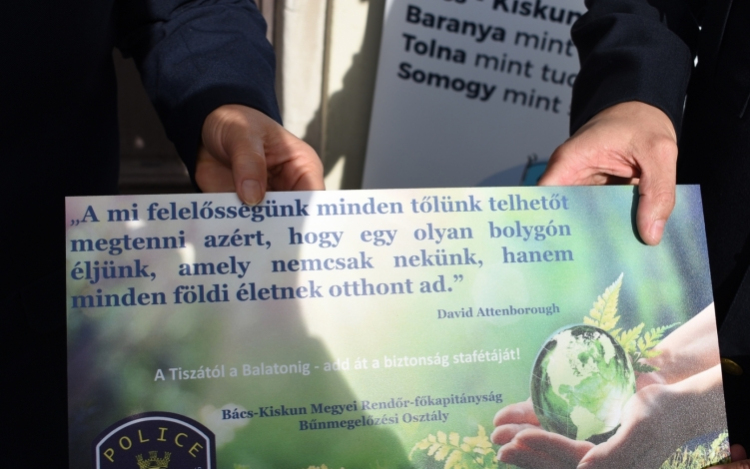 Kiskun
Baranya mint
Tolna mint
Somogy mint
„A mi felelősségünk minden tőlünk telhetőt
megtenni azért, hogy egy olyan bolygón
éljünk, amely nemcsak nekünk, hanem
minden földi életnek otthont ad.”
David Attenborough
A Tiszától a Balatonig - add át a biztonság stafétáját!
Bács-Kiskun Megyei Rendőr-főkapitányság
Bűnmegelőzési Osztály
POLICE